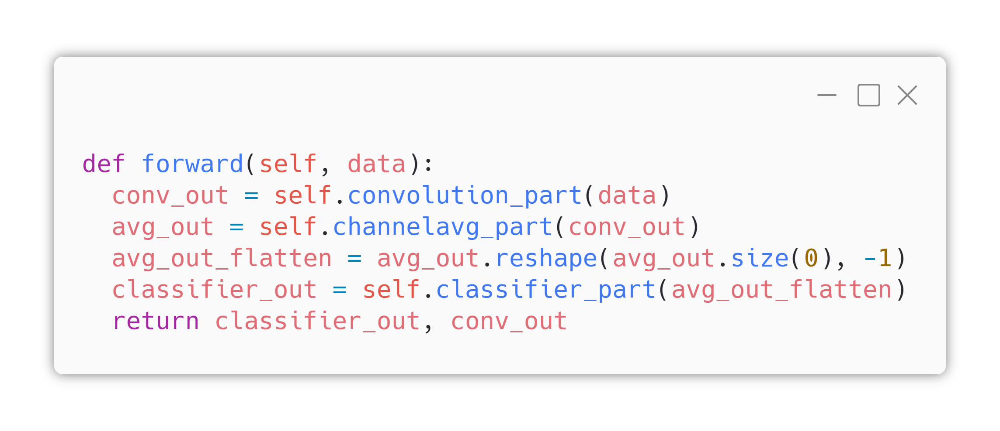 def forward(self, data):
  conv_out = self.convolution_part(data)
  avg_out = self.channelavg_part(conv_out)
  avg_out_flatten = avg_out.reshape(avg_out.size(0), -1)
  classifier_out = self.classifier_part(avg_out_flatten)
  return classifier_out, conv_out